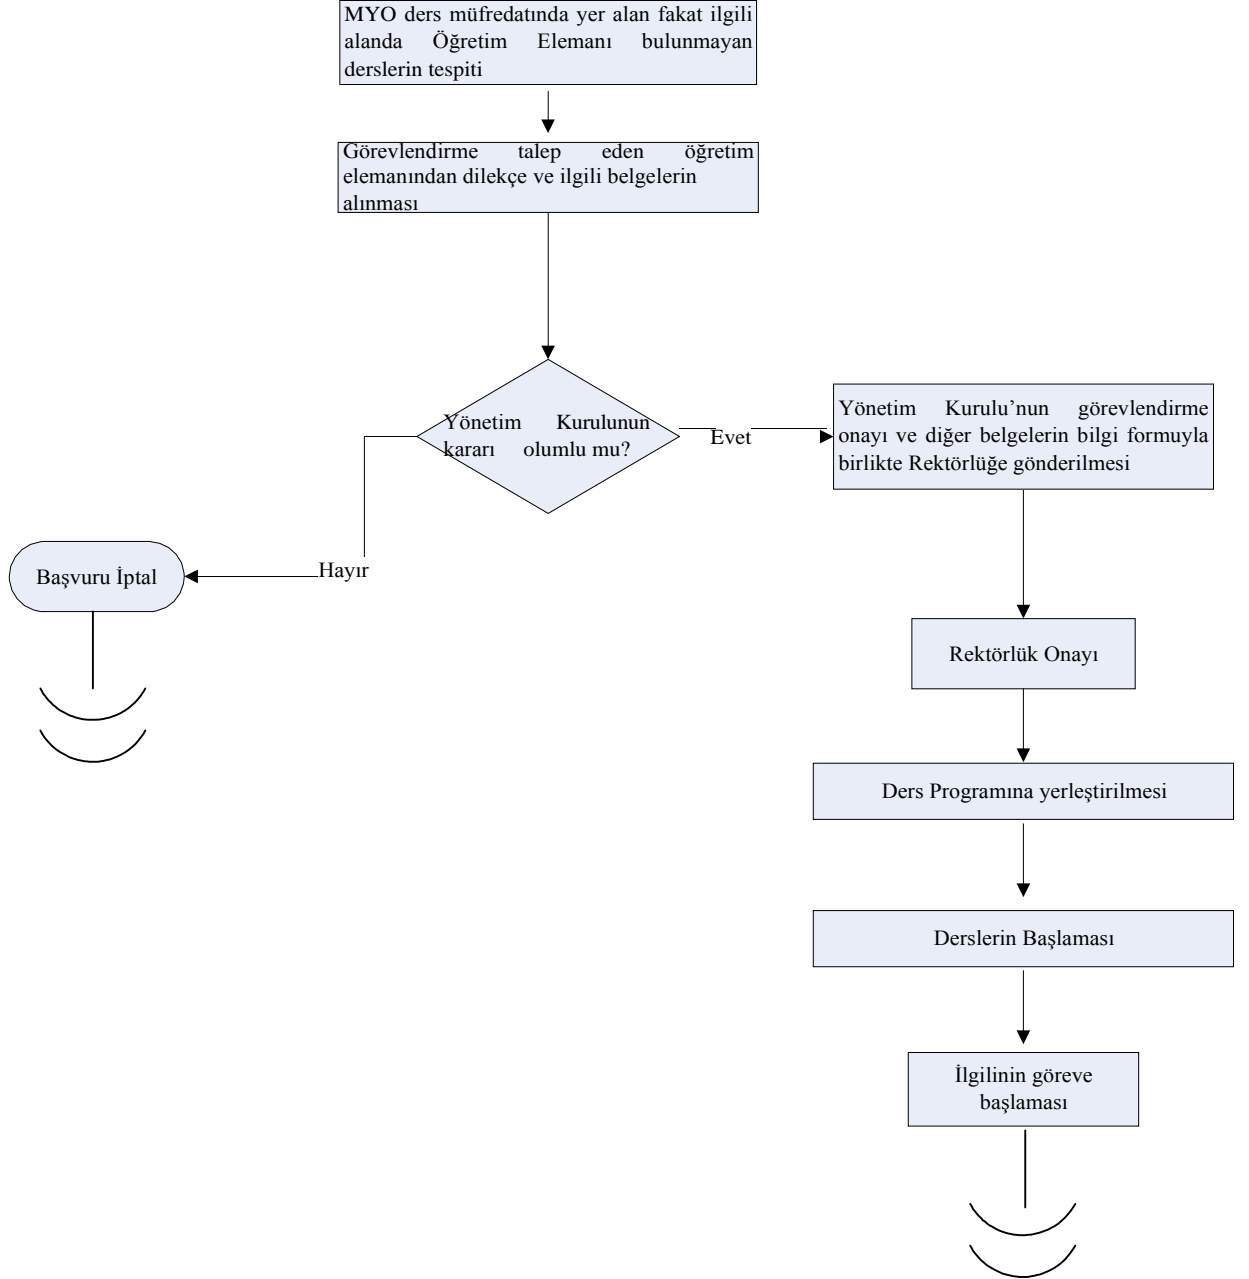 MYO ders müfredatında yer alan fakat ilgili
alanda Öğretim Elemanı bulunmayan
derslerin tespiti
Görevlendirme talep eden öğretim
elemanından dilekçe ve ilgili belgelerin
alınması
Yönetim Kurulunun
kararı olumlu mu?
Evet
Yönetim Kurulu’nun görevlendirme
onayı ve diğer belgelerin bilgi formuyla
birlikte Rektörlüğe gönderilmesi
Hayır
Başvuru İptal
Rektörlük Onayı
Ders Programına yerleştirilmesi
Derslerin Başlaması
İlgilinin göreve
başlaması